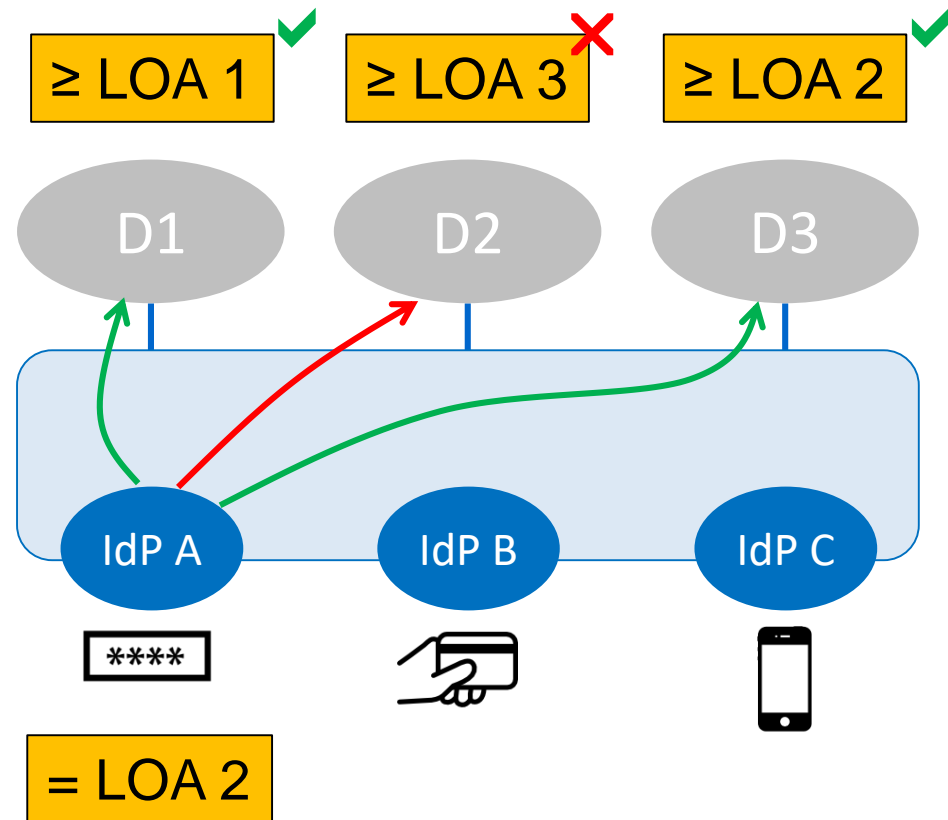 ≥ LOA 1
≥ LOA 3
≥ LOA 2
D1
D2
D3
IdP A
IdP B
IdP C
****
= LOA 2